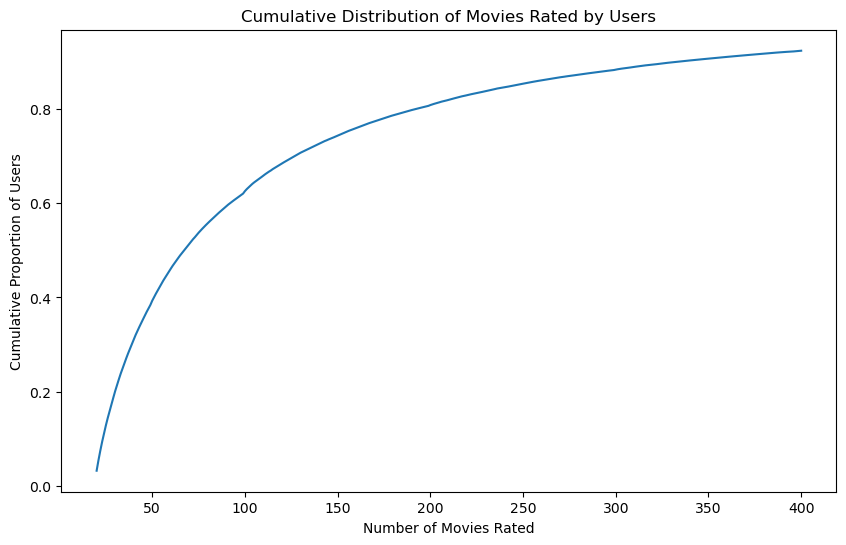 Cumulative Distribution of Movies Rated by Users
Cumulative Proportion of Users
0.8
0.6
0.4
0.2
0.0
50 100 150 200 250 300 350 400
Number of Movies Rated